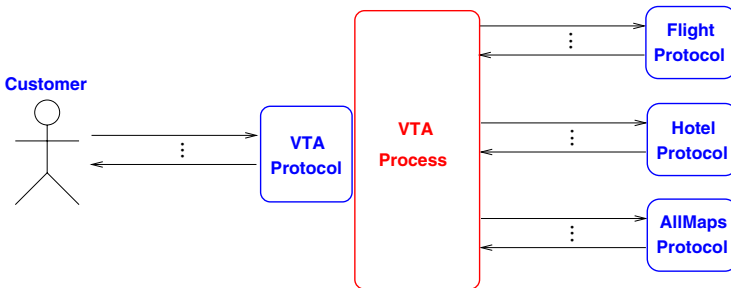 Customer
VTA
Protocol
VTA
Process
Flight
Protocol
Hotel
Protocol
AllMaps
Protocol